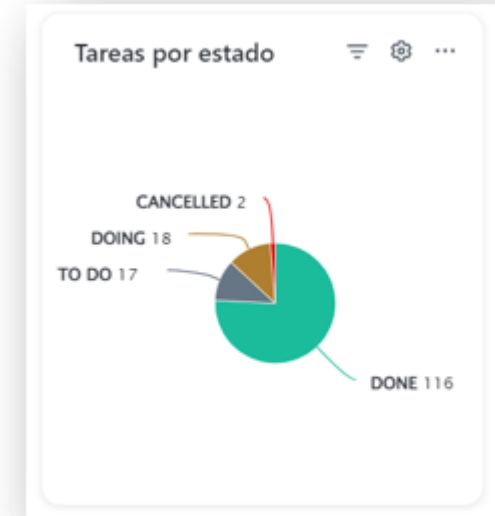 Tareas por estado
CANCELLED 2
DOING 18
TO DO 17
DONE 116